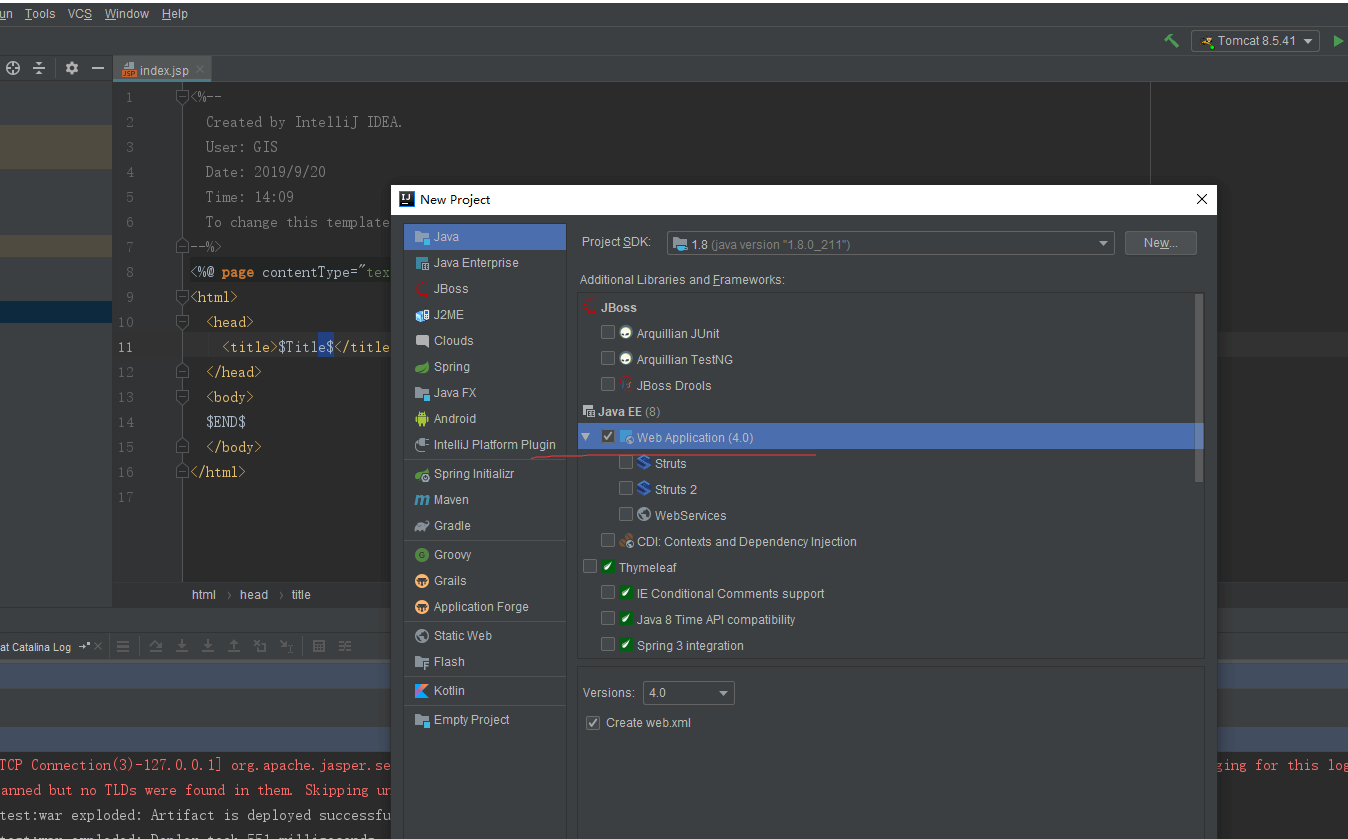 Tools VCS Window Help
Tomcat 8.5.41
index.jsp
1 <%--
2 Created by IntelliJ IDEA.
3 User: GIS
4 Date: 2019/9/20
5 Time: 14:09
6 To change this template
7 --%>
8 <%@ page contentType="tex
9 <html>
10 <head>
11 <title>$Title$</title
12 </head>
13 <body>
14 $END$
15 </body>
16 </html>
17
html › head › title
at Catalina Log
TCP Connection(3)-127.0.0.1] org.apache.jasper.se
ging for this log
anned but no TLDs were found in them. Skipping un
test:war exploded: Artifact is deployed successfu
test:war exploded: Deploy took 551 milliseconds
New Project
Java
Java Enterprise
JBoss
J2ME
Clouds
Spring
Java FX
Android
IntelliJ Platform Plugin
Spring Initializr
Maven
Gradle
Groovy
Grails
Application Forge
Static Web
Flash
Kotlin
Empty Project
Project SDK: 1.8 (java version "1.8.0_211") New...
Additional Libraries and Frameworks:
JBoss
Arquillian JUnit
Arquillian TestNG
JBoss Drools
Java EE (8)
Web Application (4.0)
Struts
Struts 2
WebServices
CDI: Contexts and Dependency Injection
Thymeleaf
IE Conditional Comments support
Java 8 Time API compatibility
Spring 3 integration
Versions: 4.0
Create web.xml